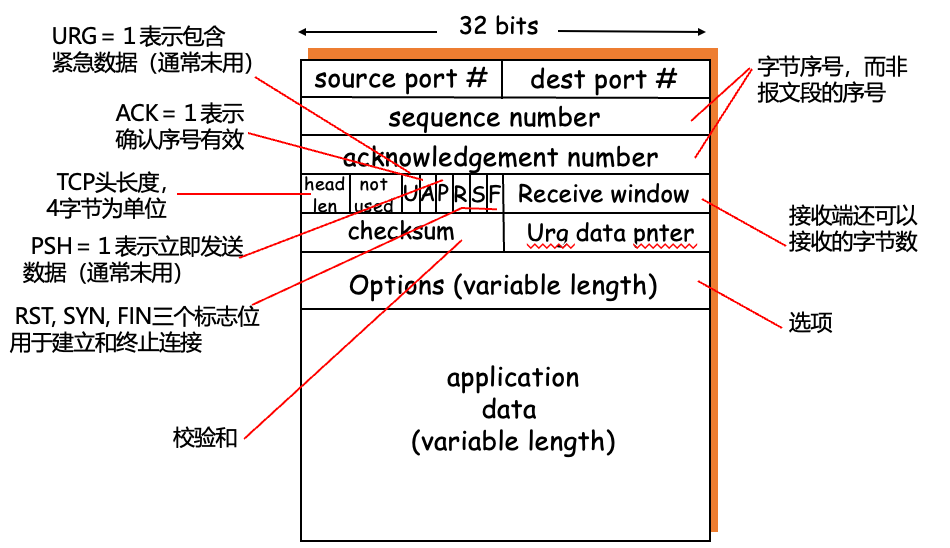 32 bits
URG = 1 表示包含
紧急数据（通常未用）
ACK = 1 表示
确认序号有效
TCP头长度，
4字节为单位
PSH = 1 表示立即发送
数据（通常未用）
RST, SYN, FIN三个标志位
用于建立和终止连接
校验和
source port #
dest port #
sequence number
acknowledgement number
head
len
not
used
U
A
P
R
S
F
Receive window
checksum
Urg data pnter
Options (variable length)
application
data
(variable length)
字节序号，而非
报文段的序号
接收端还可以
接收的字节数
选项